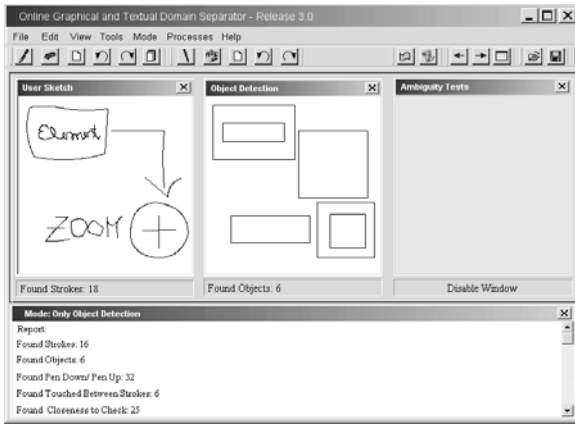 Online Graphical and Textual Domain Separator - Release 3.0
File Edit View Tools Mode Processes Help
User Sketch
Object Detection
Ambiguity Tests
Element
ZOOM
Found Strokes: 18
Found Objects: 6
Disable Window
Mode: Only Object Detection
Report:
Found Strokes: 16
Found Objects: 6
Found Pen Down/ Pen Up: 32
Found Touched Between Strokes: 6
Found Closeness to Check: 25